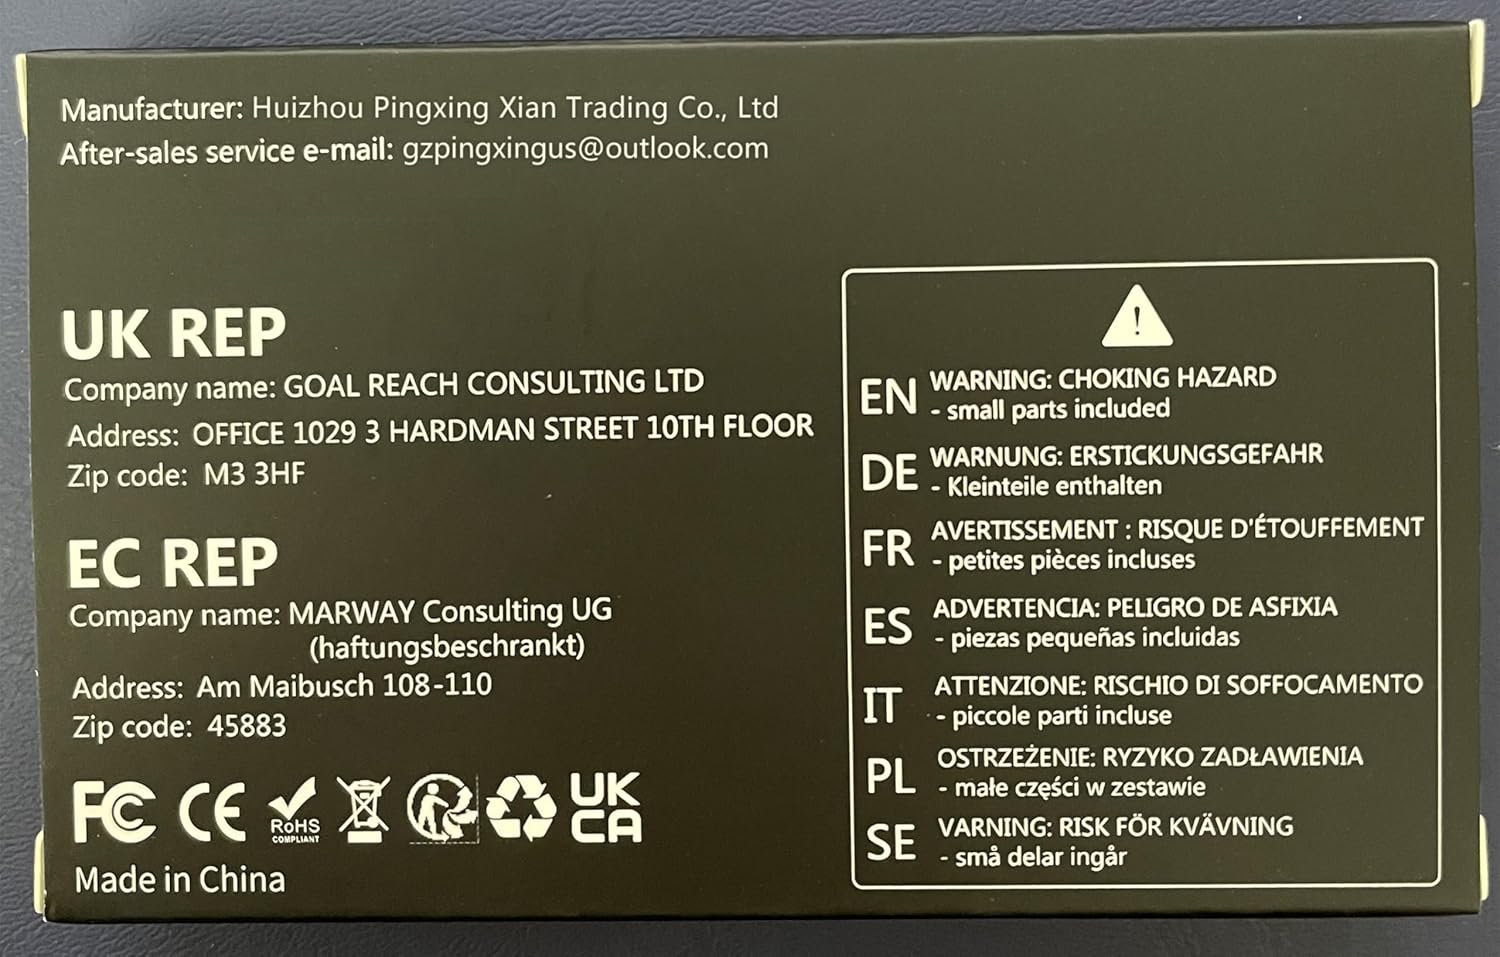 Manufacturer: Huizhou Pingxing Xian Trading Co., Ltd
After-sales service e-mail: gzpingxingus@outlook.com
UK REP
Company name: GOAL REACH CONSULTING LTD
Address: OFFICE 1029 3 HARDMAN STREET 10TH FLOOR
Zip code: M3 3HF
EC REP
Company name: MARWAY Consulting UG
(haftungsbeschrankt)
Address: Am Maibusch 108-110
Zip code: 45883
FC CE RoHS COMPLIANT UK CA
Made in China
!
EN WARNING: CHOKING HAZARD
- small parts included
DE WARNUNG: ERSTICKUNGSGEFAHR
- Kleinteile enthalten
FR AVERTISSEMENT : RISQUE D'ÉTOUFFEMENT
- petites pièces incluses
ES ADVERTENCIA: PELIGRO DE ASFIXIA
- piezas pequeñas incluidas
IT ATTENZIONE: RISCHIO DI SOFFOCAMENTO
- piccole parti incluse
PL OSTRZEŻENIE: RYZYKO ZADŁAWIENIA
- małe części w zestawie
SE VARNING: RISK FÖR KVÄVNING
- små delar ingår